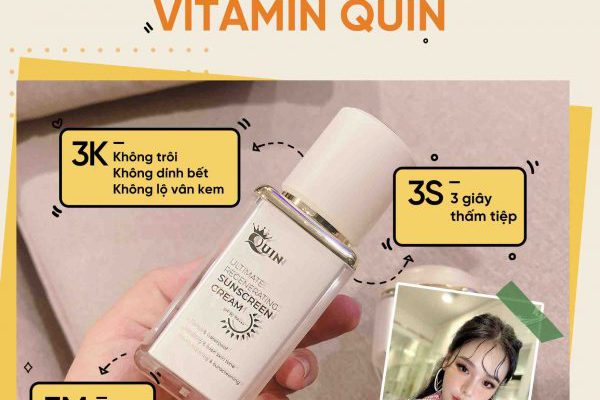 VITAMIN QUIN
3K
Không trôi
Không dính bết
Không lộ vân kem
3S
3 giây
thấm tiệp
QUIN
ULTIMATE
REGENERATING
SUNSCREEN
CREAM